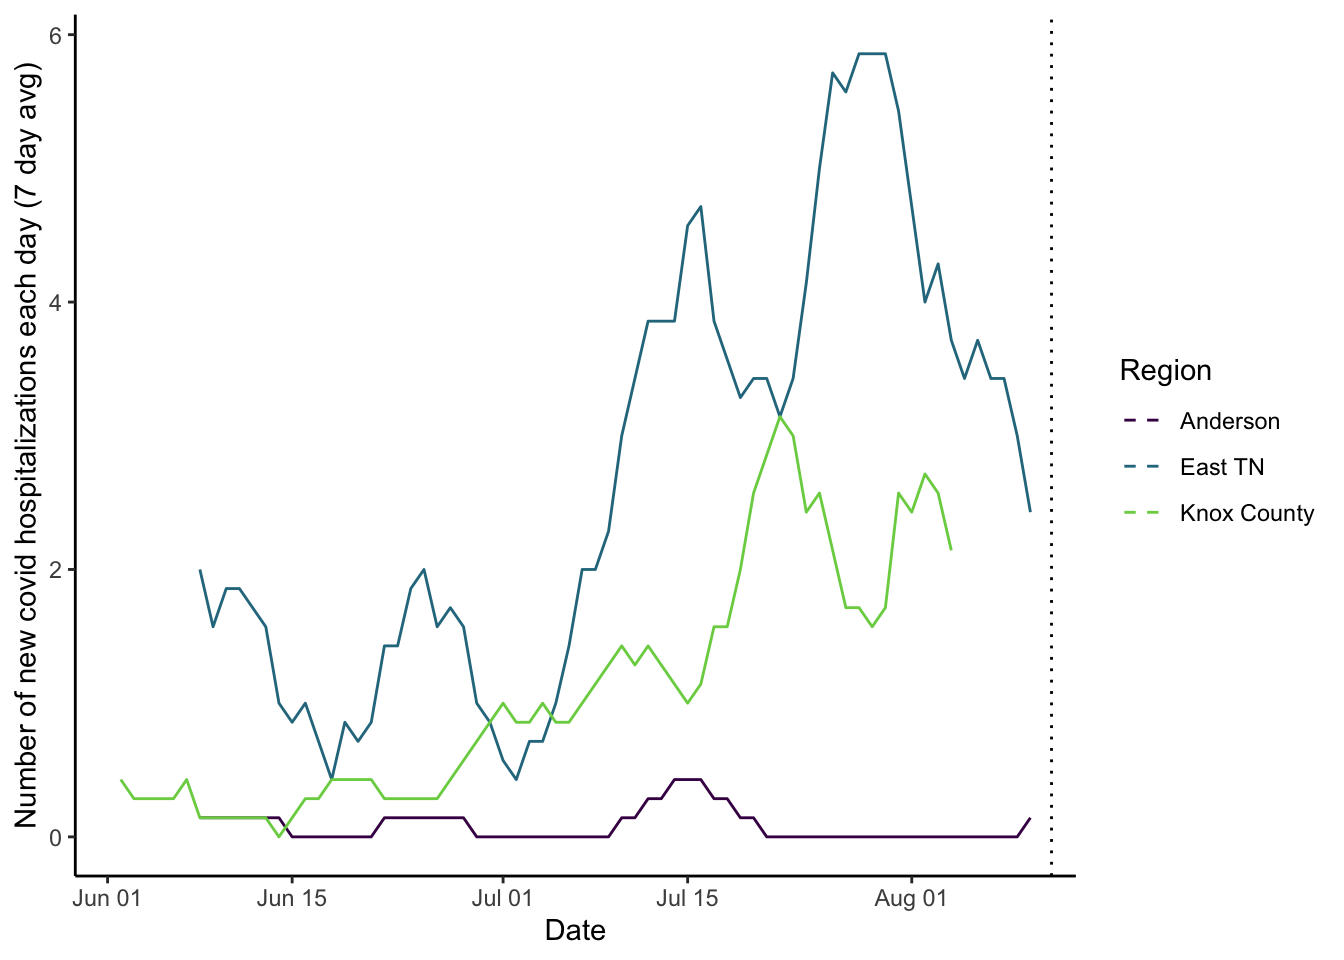 Number of new covid hospitalizations each day (7 day avg)
6
4
2
0
Jun 01
Jun 15
Jul 01
Jul 15
Aug 01
Date
Region
Anderson
East TN
Knox County